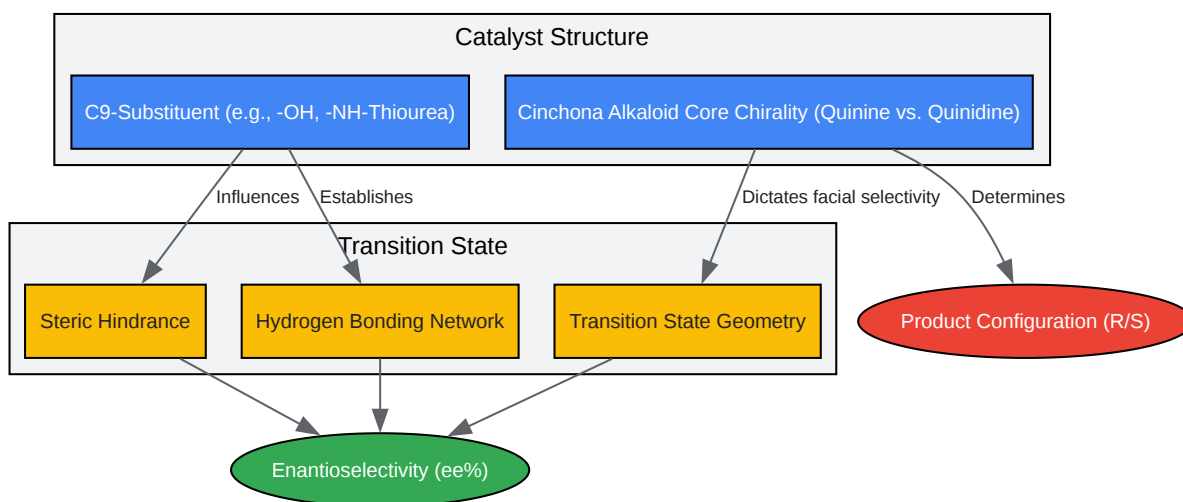 Catalyst Structure
C9-Substituent (e.g., -OH, -NH-Thiourea)
Cinchona Alkaloid Core Chirality (Quinine vs. Quinidine)
Influences
Establishes
Dictates facial selectivity
Determines
Transition State
Steric Hindrance
Hydrogen Bonding Network
Transition State Geometry
Product Configuration (R/S)
Enantioselectivity (ee%)